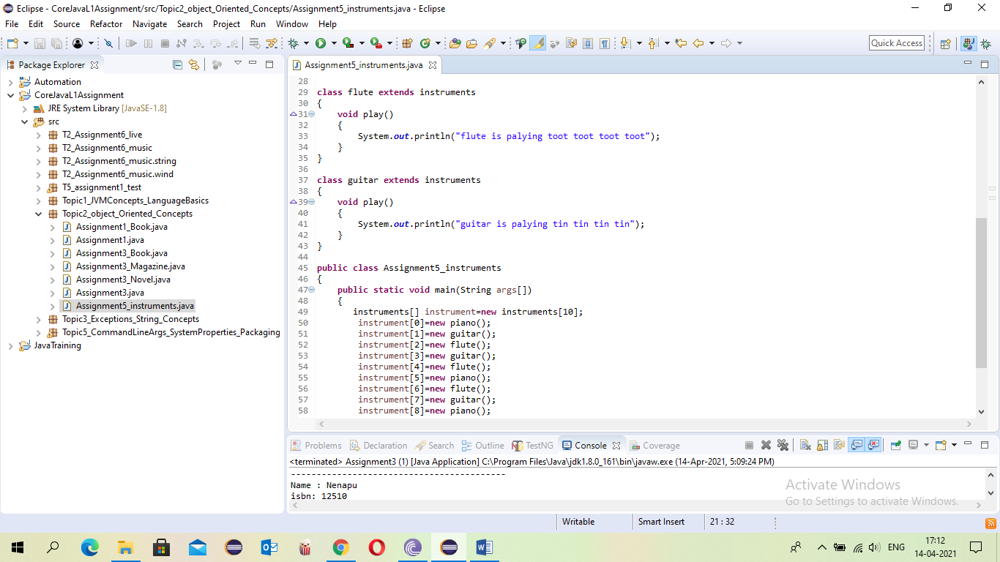 Eclipse - CoreJavaL1Assignment/src/Topic2_object_Oriented_Concepts/Assignment5_instruments.java - Eclipse
File Edit Source Refactor Navigate Search Project Run Window Help
Quick Access
Package Explorer
Automation
CoreJavaL1Assignment
JRE System Library [JavaSE-1.8]
src
T2_Assignment6_live
T2_Assignment6_music
T2_Assignment6_music.string
T2_Assignment6_music.wind
T5_assignment1_test
Topic1_JVMConcepts_LanguageBasics
Topic2_object_Oriented_Concepts
Assignment1_Book.java
Assignment1.java
Assignment3_Book.java
Assignment3_Magazine.java
Assignment3_Novel.java
Assignment3.java
Assignment5_instruments.java
Topic3_Exceptions_String_Concepts
Topic5_CommandLineArgs_SystemProperties_Packaging
JavaTraining
Assignment5_instruments.java
28
29 class flute extends instruments
30 {
31 void play()
32 {
33 System.out.println("flute is palying toot toot toot toot");
34 }
35 }
36
37 class guitar extends instruments
38 {
39 void play()
40 {
41 System.out.println("guitar is palying tin tin tin tin");
42 }
43 }
44
45 public class Assignment5_instruments
46 {
47 public static void main(String args[])
48 {
49 instruments[] instrument=new instruments[10];
50 instrument[0]=new piano();
51 instrument[1]=new guitar();
52 instrument[2]=new flute();
53 instrument[3]=new guitar();
54 instrument[4]=new flute();
55 instrument[5]=new piano();
56 instrument[6]=new flute();
57 instrument[7]=new guitar();
58 instrument[8]=new piano();
Problems Declaration Search Outline TestNG Console Coverage
<terminated> Assignment3 (1) [Java Application] C:\Program Files\Java\jdk1.8.0_161\bin\javaw.exe (14-Apr-2021, 5:09:24 PM)
------------------------------------------
Name : Nenapu
isbn: 12510
Activate Windows
Go to Settings to activate Windows.
Writable Smart Insert 21 : 32
ENG
17:12
14-04-2021